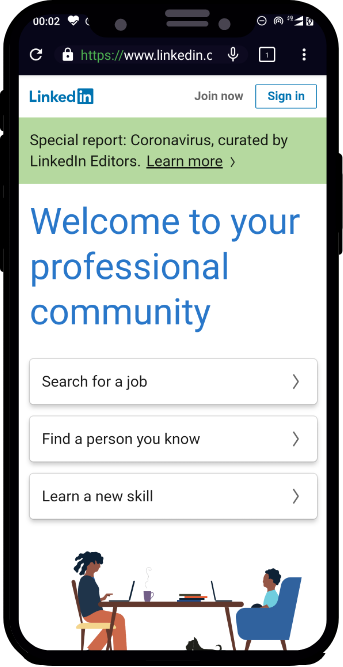 00:02
https://www.linkedin.c
1
Linked in
Join now
Sign in
Special report: Coronavirus, curated by
LinkedIn Editors. Learn more
Welcome to your
professional
community
Search for a job
Find a person you know
Learn a new skill